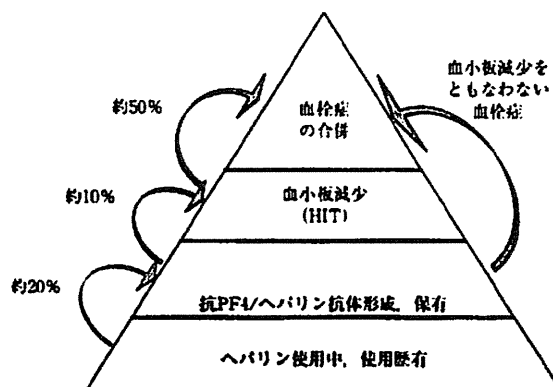 血小板減少を
ともなわない
血栓症
約50%
血栓症
の合併
約10%
血小板減少
(HIT)
約20%
抗PF4/ヘパリン抗体形成, 保有
ヘパリン使用中, 使用歴有